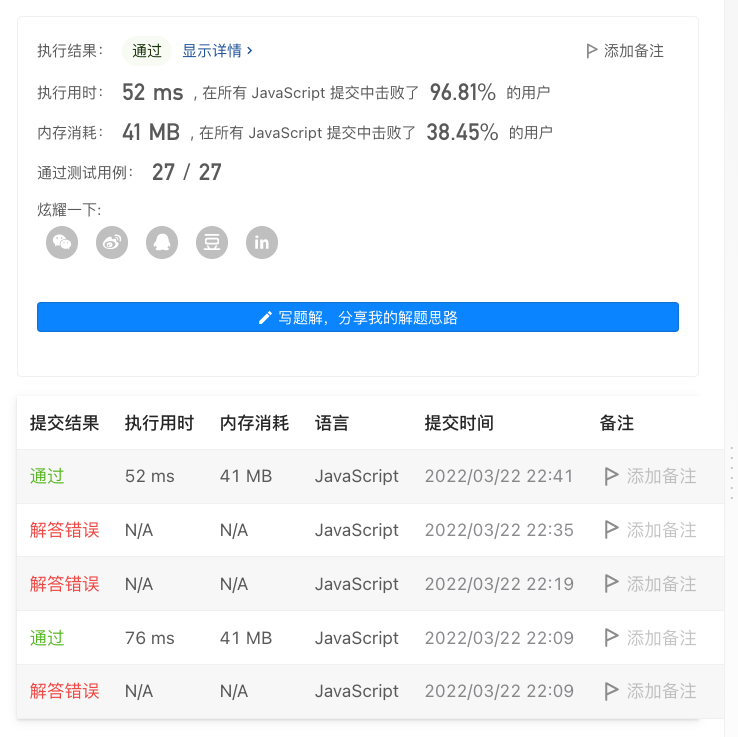 执行结果： 通过 显示详情 › 添加备注
执行用时： 52 ms ，在所有 JavaScript 提交中击败了 96.81% 的用户
内存消耗： 41 MB ，在所有 JavaScript 提交中击败了 38.45% 的用户
通过测试用例： 27 / 27
炫耀一下:
豆 in
写题解，分享我的解题思路
提交结果 执行用时 内存消耗 语言 提交时间 备注
通过 52 ms 41 MB JavaScript 2022/03/22 22:41 添加备注
解答错误 N/A N/A JavaScript 2022/03/22 22:35 添加备注
解答错误 N/A N/A JavaScript 2022/03/22 22:19 添加备注
通过 76 ms 41 MB JavaScript 2022/03/22 22:09 添加备注
解答错误 N/A N/A JavaScript 2022/03/22 22:09 添加备注